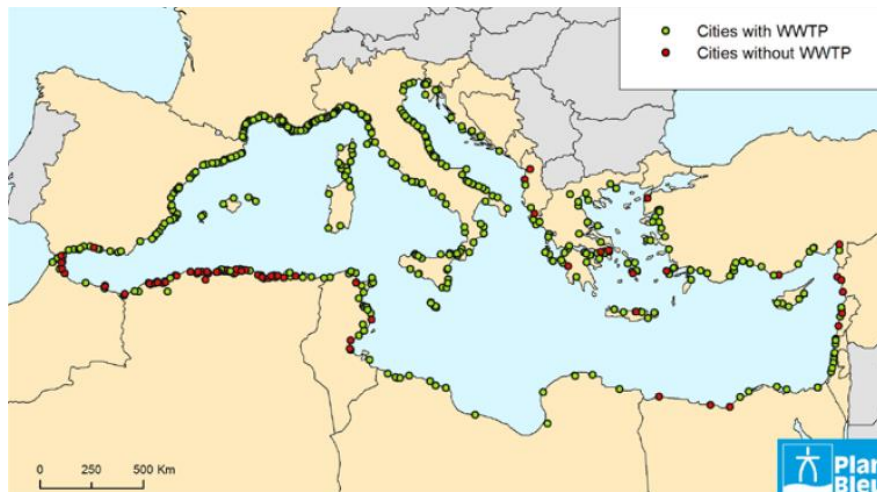 Cities with WWTP
Cities without WWTP
0 250 500 Km
Plan
Bleu